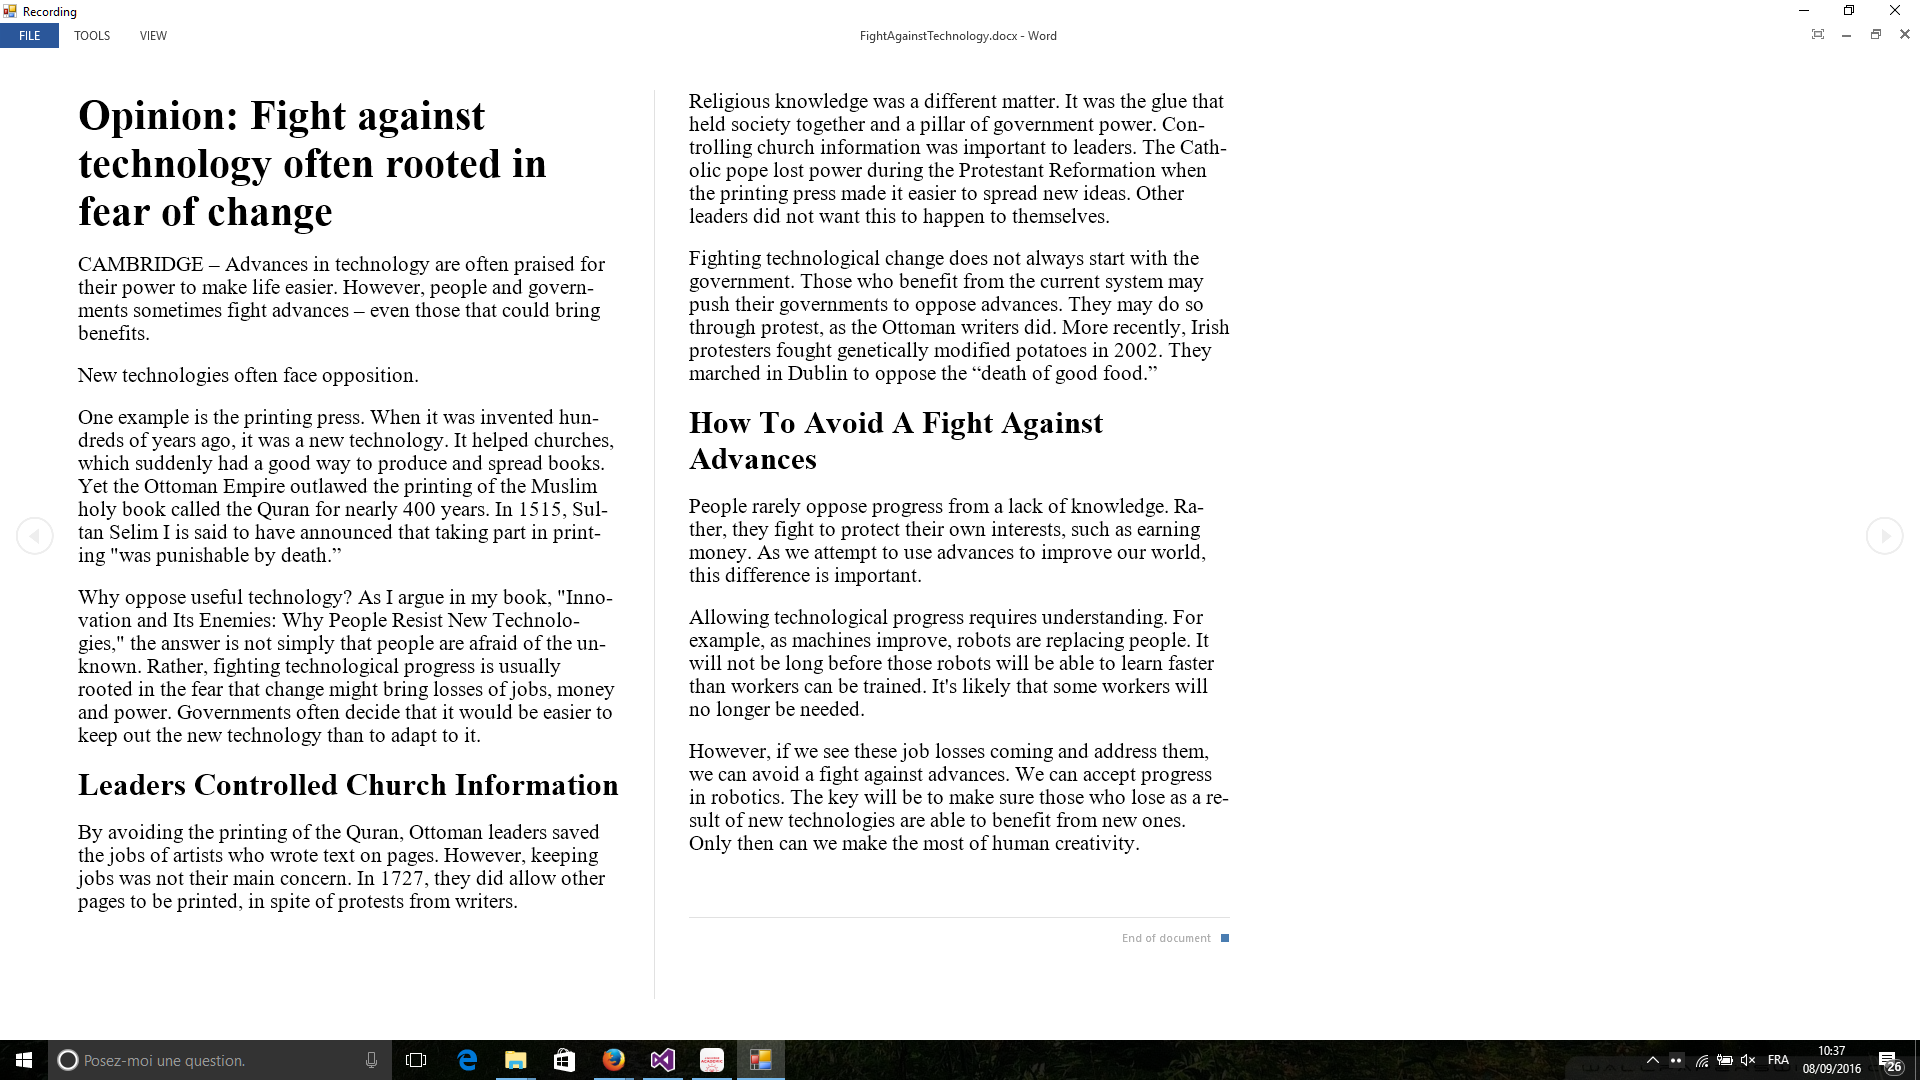 Recording
FILE TOOLS VIEW FightAgainstTechnology.docx - Word
Opinion: Fight against
technology often rooted in
fear of change
CAMBRIDGE – Advances in technology are often praised for
their power to make life easier. However, people and govern-
ments sometimes fight advances – even those that could bring
benefits.
New technologies often face opposition.
One example is the printing press. When it was invented hun-
dreds of years ago, it was a new technology. It helped churches,
which suddenly had a good way to produce and spread books.
Yet the Ottoman Empire outlawed the printing of the Muslim
holy book called the Quran for nearly 400 years. In 1515, Sul-
tan Selim I is said to have announced that taking part in print-
ing "was punishable by death.”
Why oppose useful technology? As I argue in my book, "Inno-
vation and Its Enemies: Why People Resist New Technolo-
gies," the answer is not simply that people are afraid of the un-
known. Rather, fighting technological progress is usually
rooted in the fear that change might bring losses of jobs, money
and power. Governments often decide that it would be easier to
keep out the new technology than to adapt to it.
Leaders Controlled Church Information
By avoiding the printing of the Quran, Ottoman leaders saved
the jobs of artists who wrote text on pages. However, keeping
jobs was not their main concern. In 1727, they did allow other
pages to be printed, in spite of protests from writers.
Religious knowledge was a different matter. It was the glue that
held society together and a pillar of government power. Con-
trolling church information was important to leaders. The Cath-
olic pope lost power during the Protestant Reformation when
the printing press made it easier to spread new ideas. Other
leaders did not want this to happen to themselves.
Fighting technological change does not always start with the
government. Those who benefit from the current system may
push their governments to oppose advances. They may do so
through protest, as the Ottoman writers did. More recently, Irish
protesters fought genetically modified potatoes in 2002. They
marched in Dublin to oppose the “death of good food.”
How To Avoid A Fight Against
Advances
People rarely oppose progress from a lack of knowledge. Ra-
ther, they fight to protect their own interests, such as earning
money. As we attempt to use advances to improve our world,
this difference is important.
Allowing technological progress requires understanding. For
example, as machines improve, robots are replacing people. It
will not be long before those robots will be able to learn faster
than workers can be trained. It's likely that some workers will
no longer be needed.
However, if we see these job losses coming and address them,
we can avoid a fight against advances. We can accept progress
in robotics. The key will be to make sure those who lose as a re-
sult of new technologies are able to benefit from new ones.
Only then can we make the most of human creativity.
End of document
Posez-moi une question.
FRA
10:37
08/09/2016
26